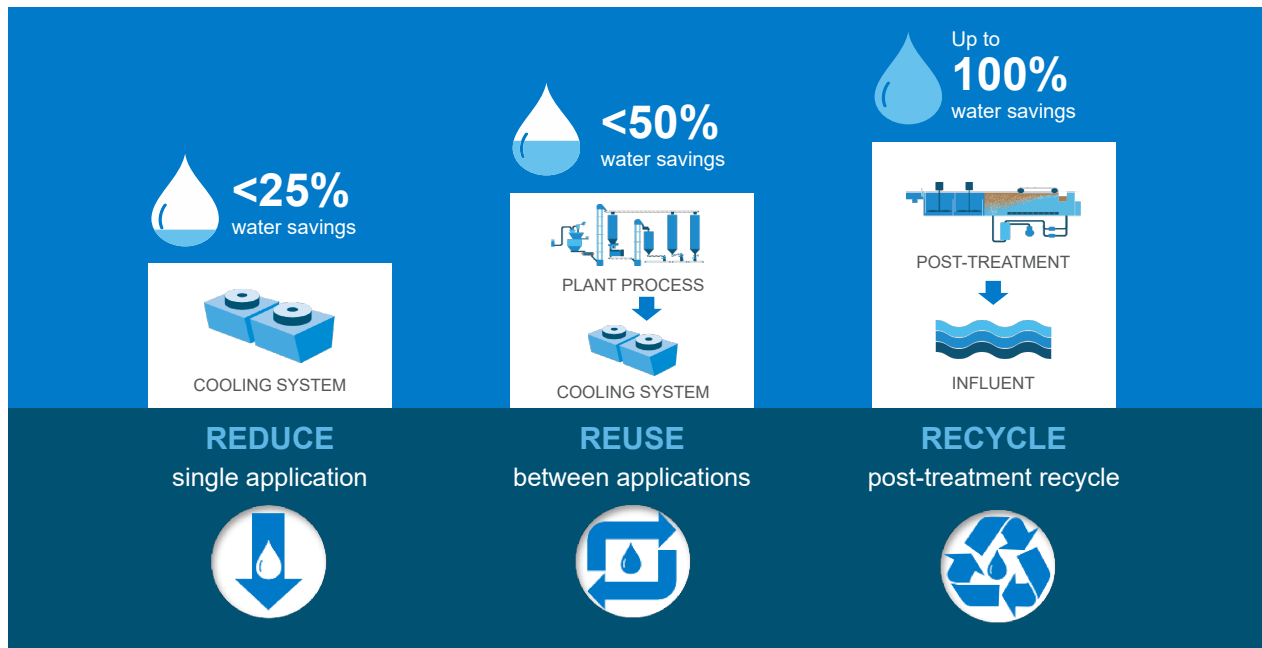 <25%
water savings
COOLING SYSTEM
REDUCE
single application
<50%
water savings
PLANT PROCESS
COOLING SYSTEM
REUSE
between applications
Up to
100%
water savings
POST-TREATMENT
INFLUENT
RECYCLE
post-treatment recycle